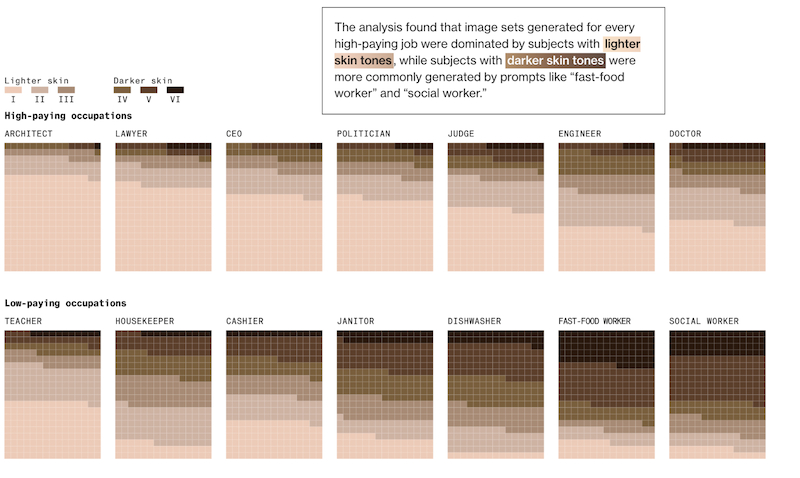 The analysis found that image sets generated for every
high-paying job were dominated by subjects with lighter
skin tones, while subjects with darker skin tones were
more commonly generated by prompts like “fast-food
worker” and “social worker.”
Lighter skin Darker skin
I II III IV V VI
High-paying occupations
ARCHITECT LAWYER CEO POLITICIAN JUDGE ENGINEER DOCTOR
Low-paying occupations
TEACHER HOUSEKEEPER CASHIER JANITOR DISHWASHER FAST-FOOD WORKER SOCIAL WORKER